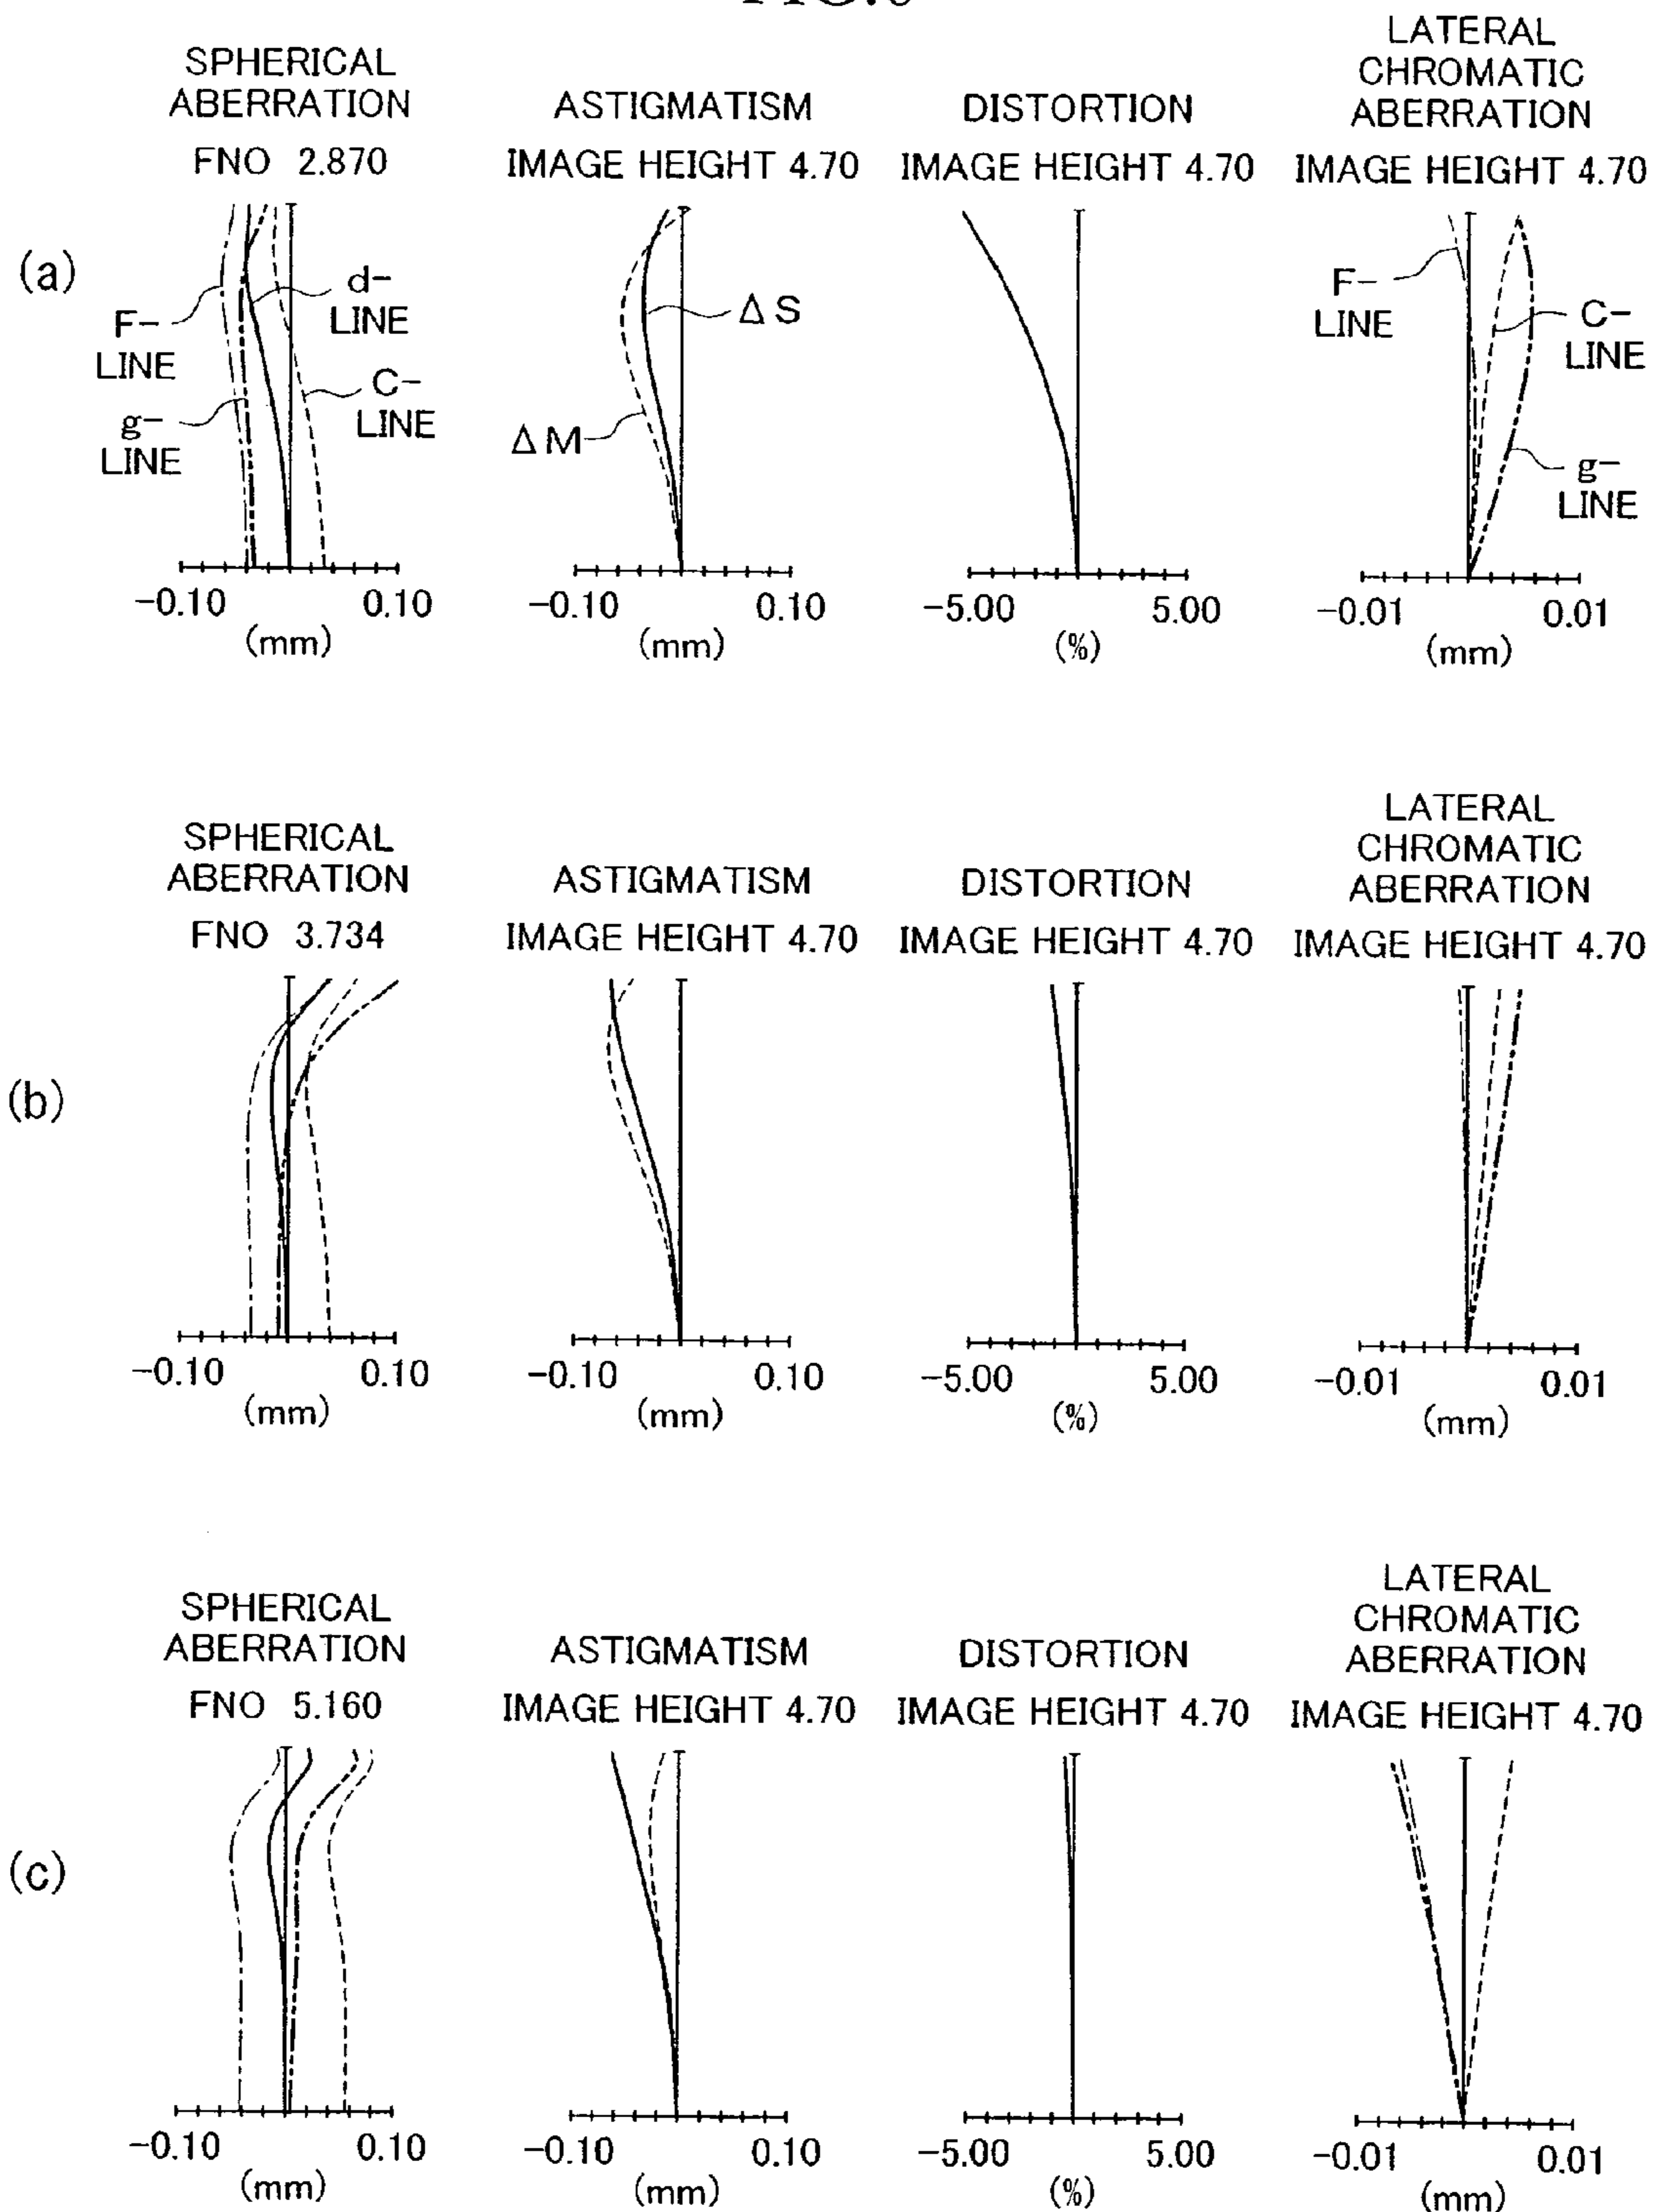 (a)
SPHERICAL
ABERRATION
FNO 2.870
F-
LINE
g-
LINE
d-
LINE
C-
LINE
-0.10 0.10
(mm)
ASTIGMATISM
IMAGE HEIGHT 4.70
ΔS
ΔM
-0.10 0.10
(mm)
DISTORTION
IMAGE HEIGHT 4.70
-5.00 5.00
(%)
LATERAL
CHROMATIC
ABERRATION
IMAGE HEIGHT 4.70
F-
LINE
C-
LINE
g-
LINE
-0.01 0.01
(mm)
(b)
SPHERICAL
ABERRATION
FNO 3.734
-0.10 0.10
(mm)
ASTIGMATISM
IMAGE HEIGHT 4.70
-0.10 0.10
(mm)
DISTORTION
IMAGE HEIGHT 4.70
-5.00 5.00
(%)
LATERAL
CHROMATIC
ABERRATION
IMAGE HEIGHT 4.70
-0.01 0.01
(mm)
(c)
SPHERICAL
ABERRATION
FNO 5.160
-0.10 0.10
(mm)
ASTIGMATISM
IMAGE HEIGHT 4.70
-0.10 0.10
(mm)
DISTORTION
IMAGE HEIGHT 4.70
-5.00 5.00
(%)
LATERAL
CHROMATIC
ABERRATION
IMAGE HEIGHT 4.70
-0.01 0.01
(mm)